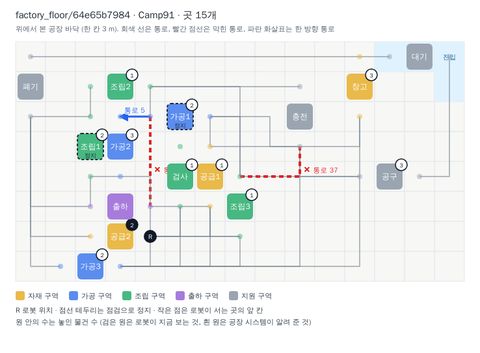 factory_floor/64e65b7984 · Camp91 · 곳 15개
위에서 본 공장 바닥 (한 칸 3 m). 회색 선은 통로, 빨간 점선은 막힌 통로, 파란 화살표는 한 방향 통로
대기
진입
폐기
조립2
1
창고
3
통로 5
가공1
2
충전
조립1
2
가공2
3
검사
1
공급1
1
✕ 통로 37
공구
3
출하
조립3
1
공급2
2
R
가공3
2
자재 구역
가공 구역
조립 구역
출하 구역
지원 구역
R 로봇 위치 · 점선 테두리는 점검으로 정지 · 작은 점은 로봇이 서는 곳의 앞 칸
원 안의 수는 놓인 물건 수 (검은 원은 로봇이 지금 보는 것, 흰 원은 공장 시스템이 알려 준 것)